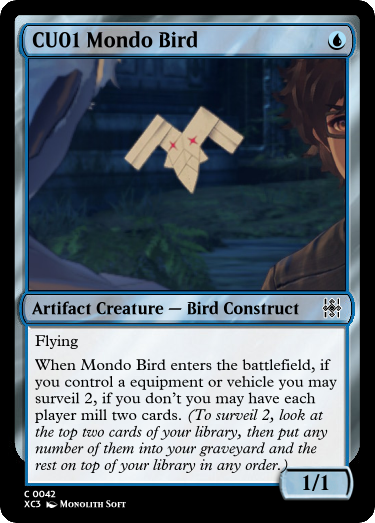 CU01 Mondo Bird
Artifact Creature — Bird Construct
Flying
When Mondo Bird enters the battlefield, if
you control a equipment or vehicle you may
surveil 2, if you don't you may have each
player mill two cards. (To surveil 2, look at
the top two cards of your library, then put any
number of them into your graveyard and the
rest on top of your library in any order.)
1/1
C 0042
XC3 Monolith Soft